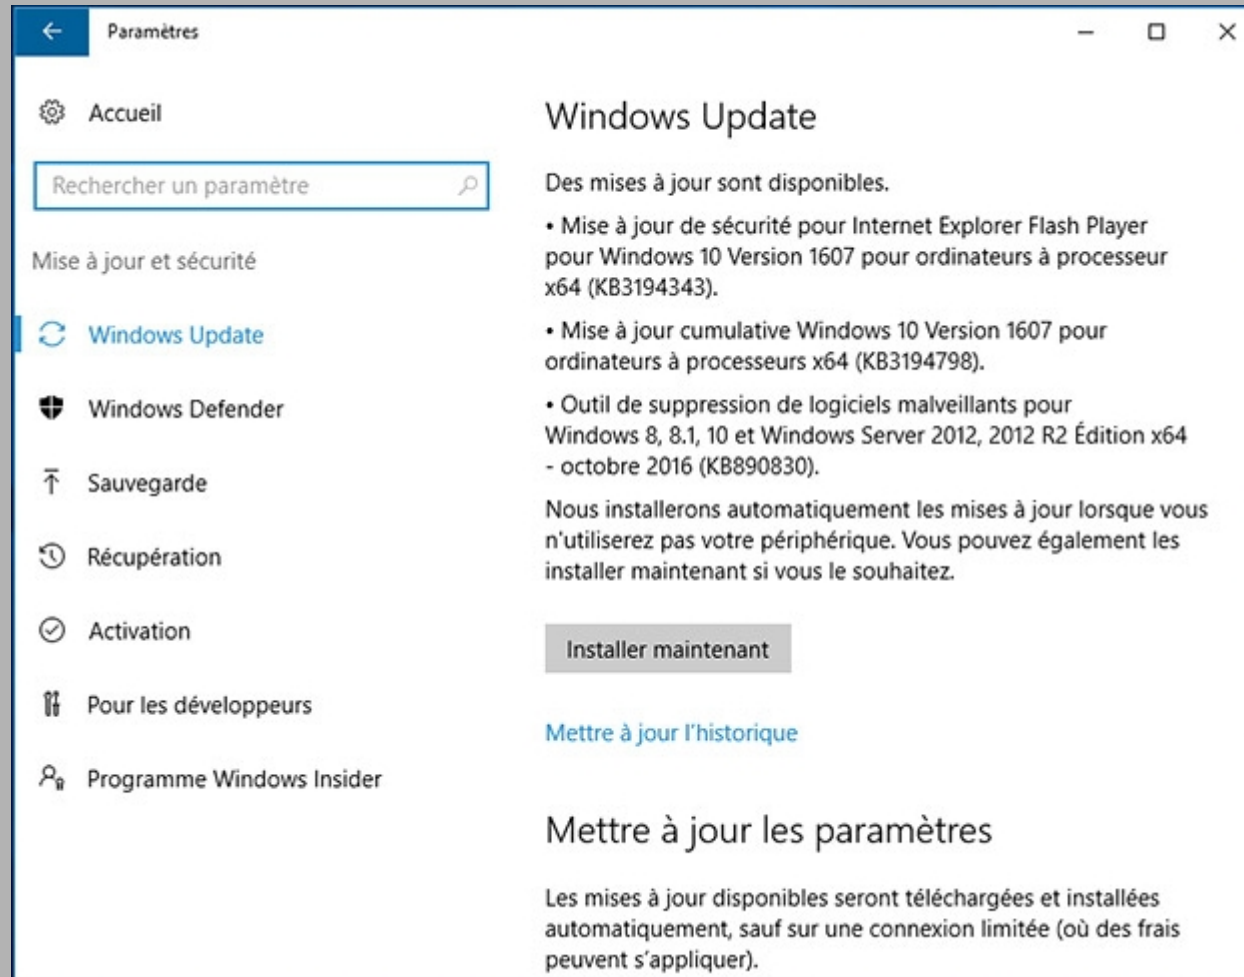 Paramètres
Accueil
Rechercher un paramètre
Mise à jour et sécurité
Windows Update
Windows Defender
Sauvegarde
Récupération
Activation
Pour les développeurs
Programme Windows Insider
Windows Update
Des mises à jour sont disponibles.
• Mise à jour de sécurité pour Internet Explorer Flash Player
pour Windows 10 Version 1607 pour ordinateurs à processeur
x64 (KB3194343).
• Mise à jour cumulative Windows 10 Version 1607 pour
ordinateurs à processeurs x64 (KB3194798).
• Outil de suppression de logiciels malveillants pour
Windows 8, 8.1, 10 et Windows Server 2012, 2012 R2 Édition x64
- octobre 2016 (KB890830).
Nous installerons automatiquement les mises à jour lorsque vous
n'utiliserez pas votre périphérique. Vous pouvez également les
installer maintenant si vous le souhaitez.
Installer maintenant
Mettre à jour l'historique
Mettre à jour les paramètres
Les mises à jour disponibles seront téléchargées et installées
automatiquement, sauf sur une connexion limitée (où des frais
peuvent s'appliquer).